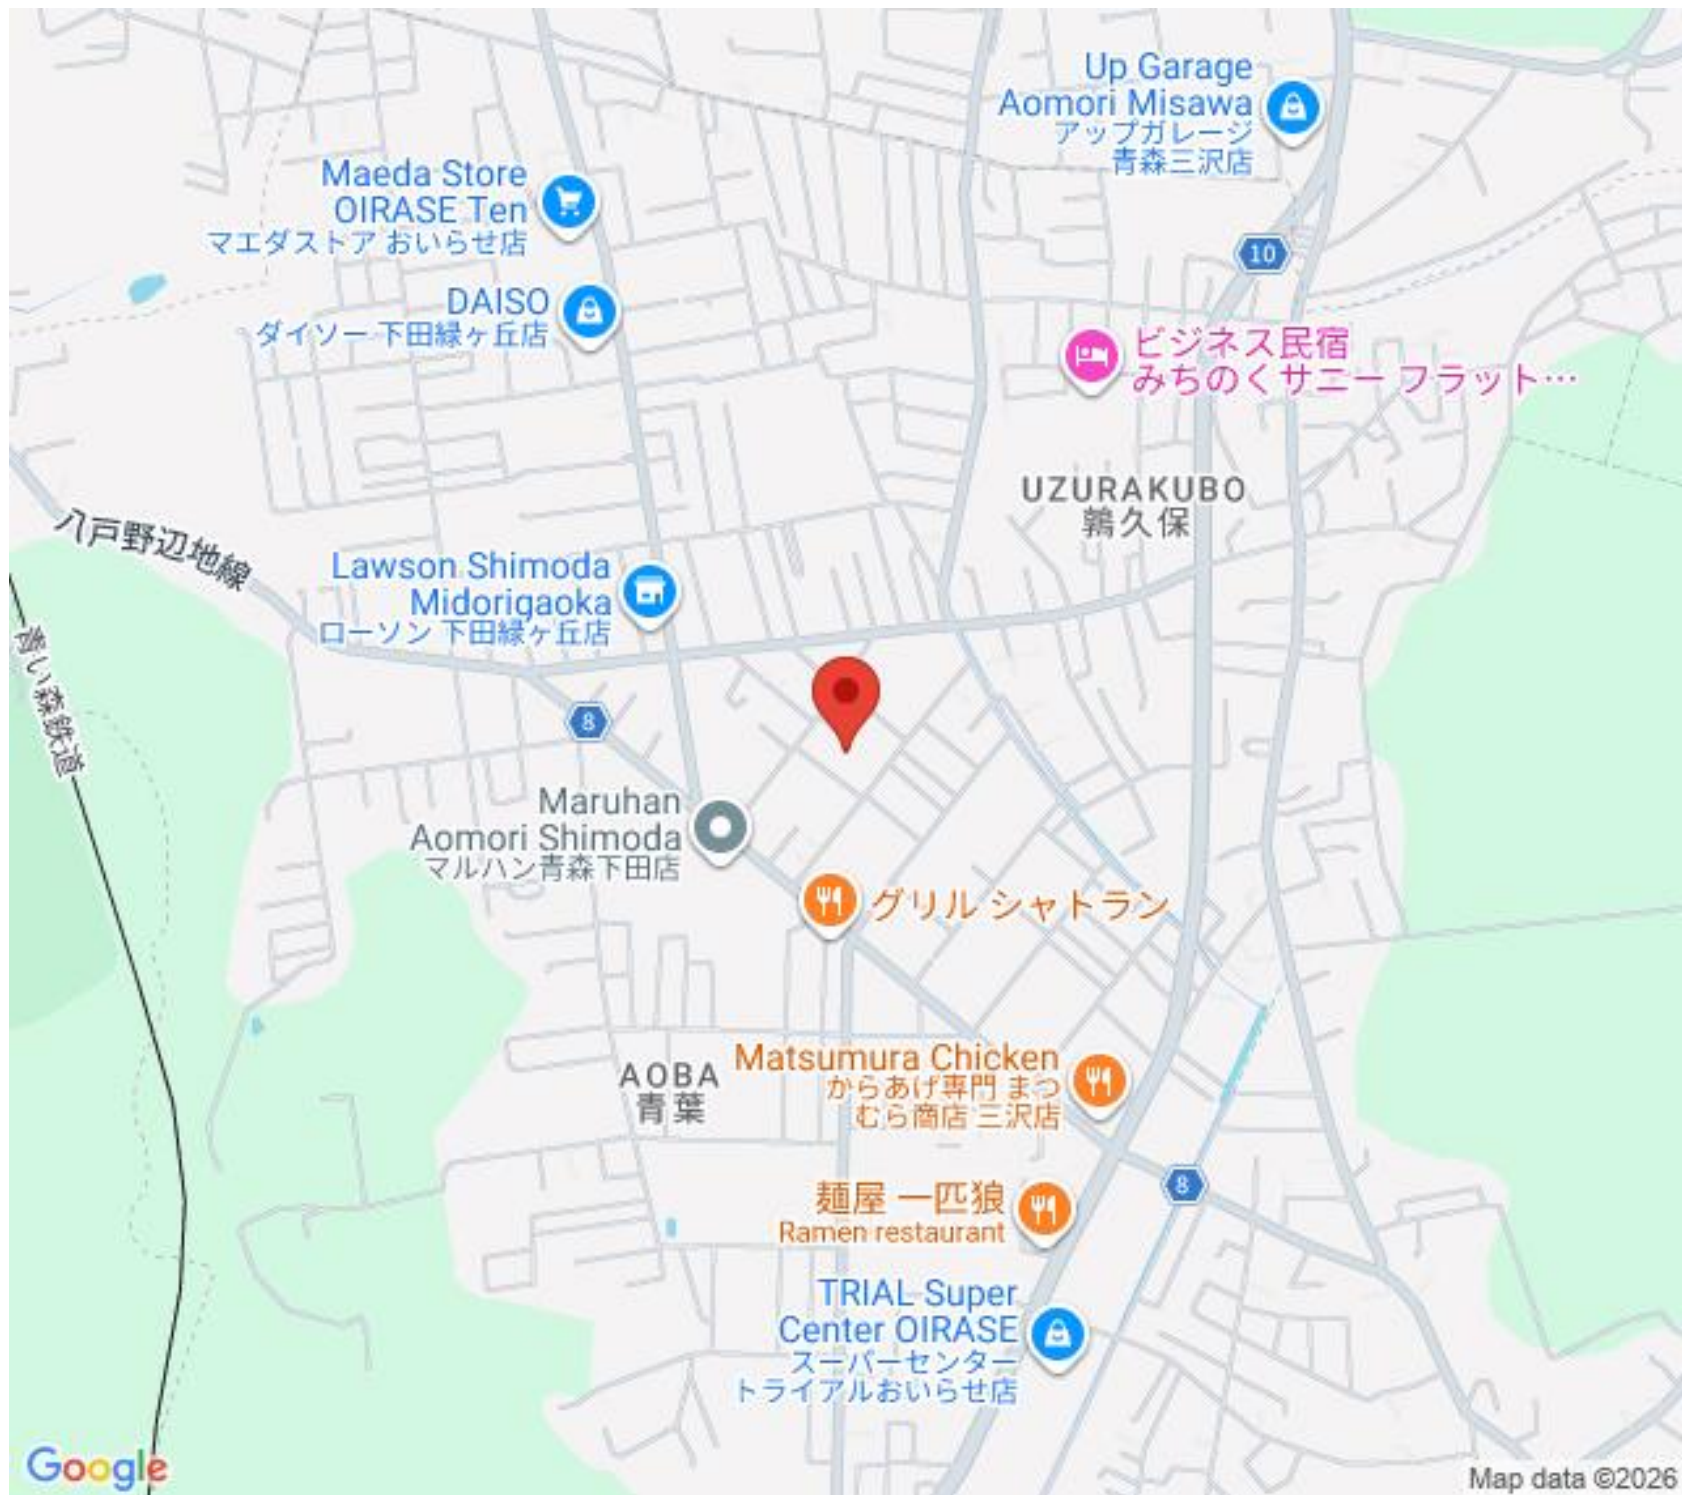 Up Garage
Aomori Misawa
アップガレージ
青森三沢店
Maeda Store
OIRASE Ten
マエダストア おいらせ店
10
DAISO
ダイソー 下田緑ヶ丘店
ビジネス民宿
みちのくサニー フラット…
UZURAKUBO
鶉久保
八戸野辺地線
Lawson Shimoda
Midorigaoka
ローソン 下田緑ヶ丘店
青い森鉄道
8
Maruhan
Aomori Shimoda
マルハン青森下田店
グリル シャトラン
AOBA
青葉
Matsumura Chicken
からあげ専門 まつ
むら商店 三沢店
8
麺屋 一匹狼
Ramen restaurant
TRIAL Super
Center OIRASE
スーパーセンター
トライアルおいらせ店
Google
Map data ©2026